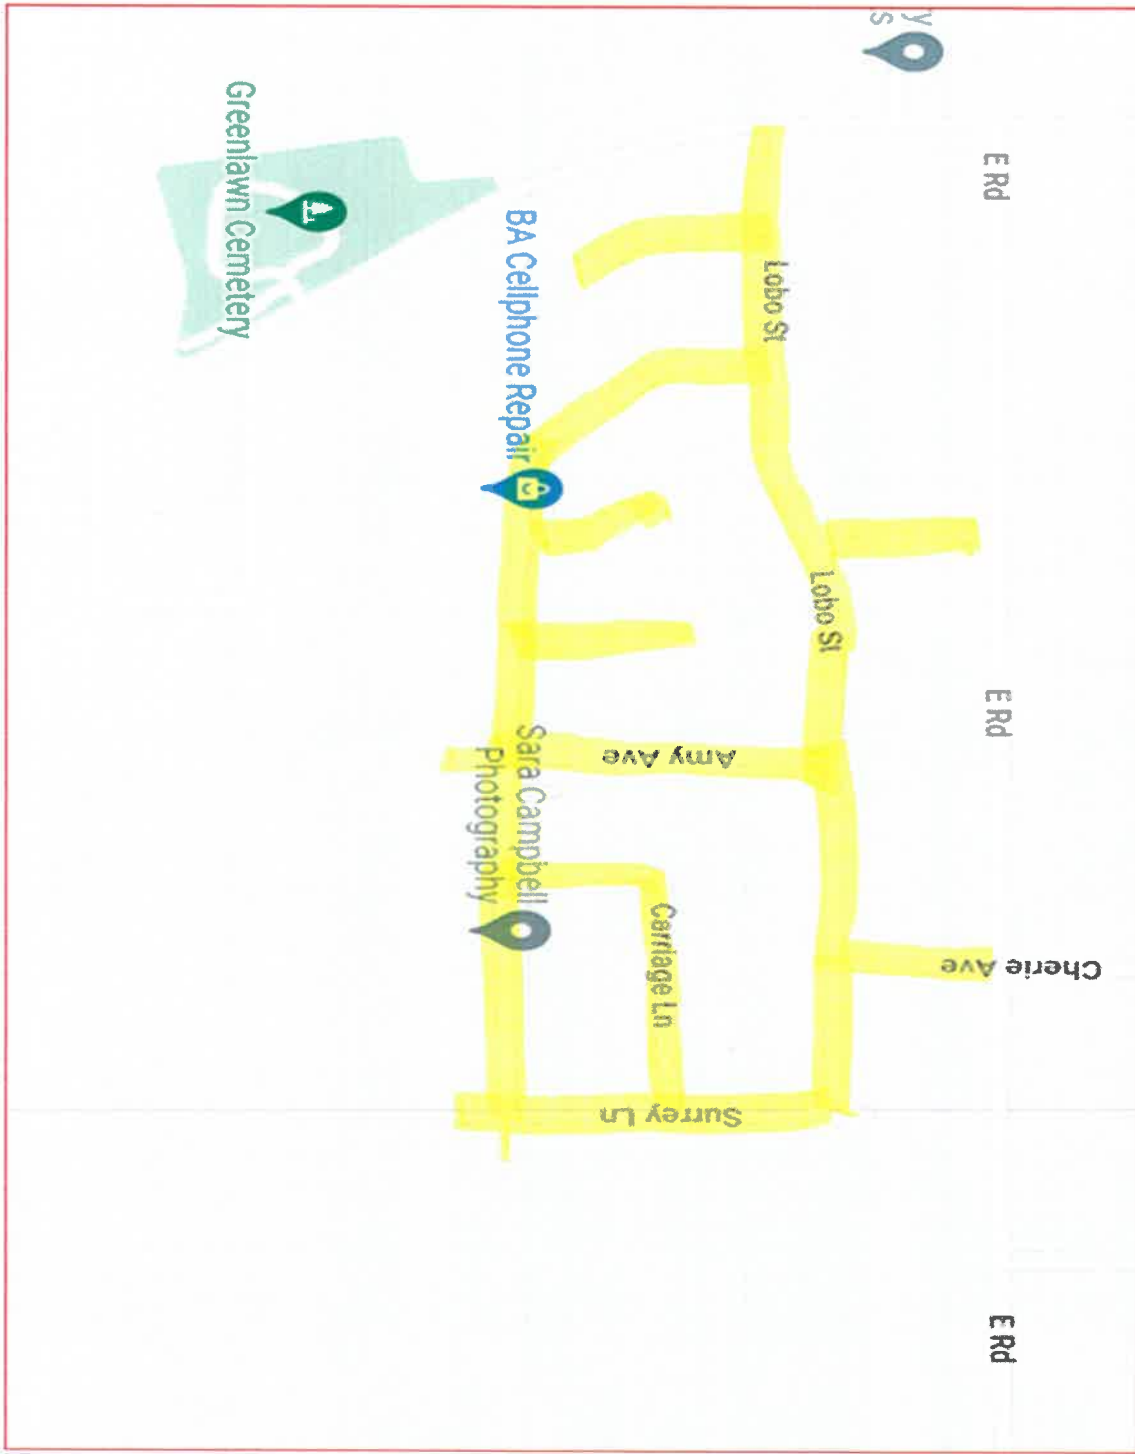 y
s
E Rd
Lobo St
Greenlawn Cemetery
BA Cellphone Repair
Lobo St
E Rd
Amy Ave
Sara Campbell
Photography
Carriage Ln
Cherie Ave
Surrey Ln
E Rd